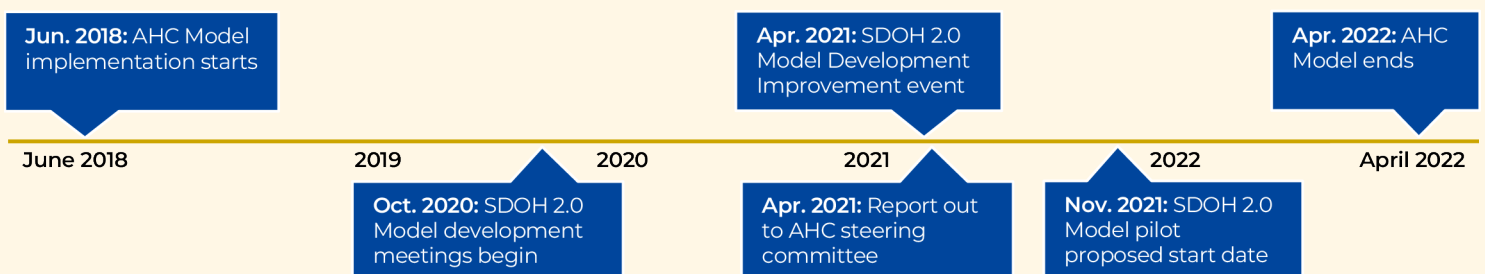 Jun. 2018: AHC Model
implementation starts
Apr. 2021: SDOH 2.0
Model Development
Improvement event
Apr. 2022: AHC
Model ends
June 2018
2019
2020
2021
2022
April 2022
Oct. 2020: SDOH 2.0
Model development
meetings begin
Apr. 2021: Report out
to AHC steering
committee
Nov. 2021: SDOH 2.0
Model pilot
proposed start date